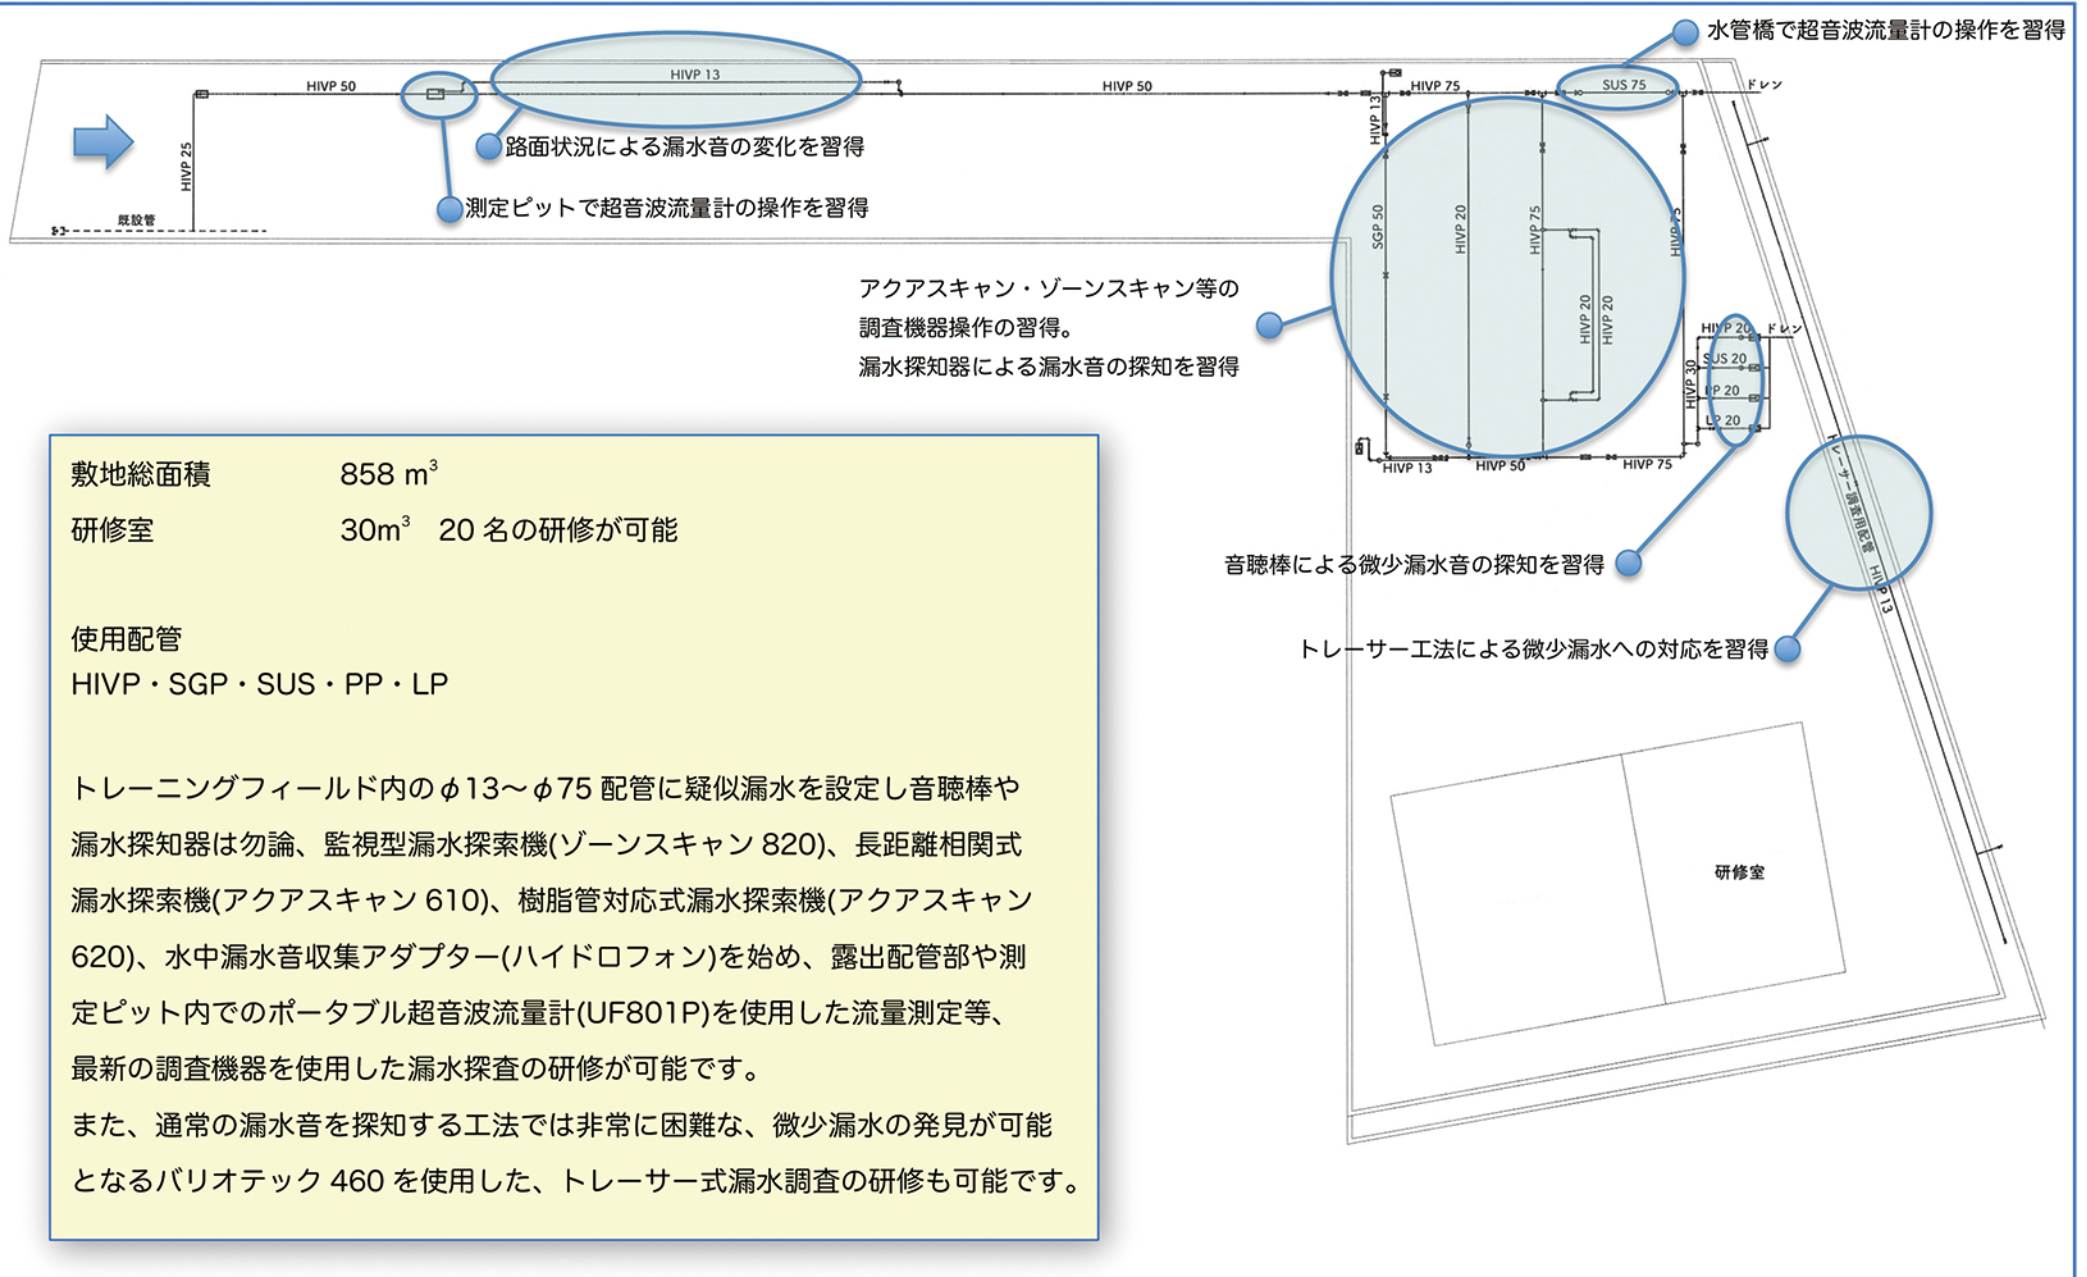 水管橋で超音波流量計の操作を習得
HIVP 13
HIVP 50
HIVP 50
HIVP 75
SUS 75
ドレン
HIVP 13
路面状況による漏水音の変化を習得
HIVP 25
測定ピットで超音波流量計の操作を習得
既設管
SGP 50
HIVP 20
HIVP 75
HIVP 75
アクアスキャン・ゾーンスキャン等の
調査機器操作の習得。
漏水探知器による漏水音の探知を習得
HIVP 20
HIVP 20
HIVP 20
ドレン
SUS 20
PP 20
LP 20
HIVP 30
HIVP 13
HIVP 50
HIVP 75
トレーサー調査用配管 HIVP 13
音聴棒による微少漏水音の探知を習得
トレーサー工法による微少漏水への対応を習得
研修室
敷地総面積 858 m³
研修室 30m³ 20 名の研修が可能
使用配管
HIVP・SGP・SUS・PP・LP
トレーニングフィールド内のφ13〜φ75 配管に疑似漏水を設定し音聴棒や
漏水探知器は勿論、監視型漏水探索機(ゾーンスキャン 820)、長距離相関式
漏水探索機(アクアスキャン 610)、樹脂管対応式漏水探索機(アクアスキャン
620)、水中漏水音収集アダプター(ハイドロフォン)を始め、露出配管部や測
定ピット内でのポータブル超音波流量計(UF801P)を使用した流量測定等、
最新の調査機器を使用した漏水探査の研修が可能です。
また、通常の漏水音を探知する工法では非常に困難な、微少漏水の発見が可能
となるバリオテック 460 を使用した、トレーサー式漏水調査の研修も可能です。